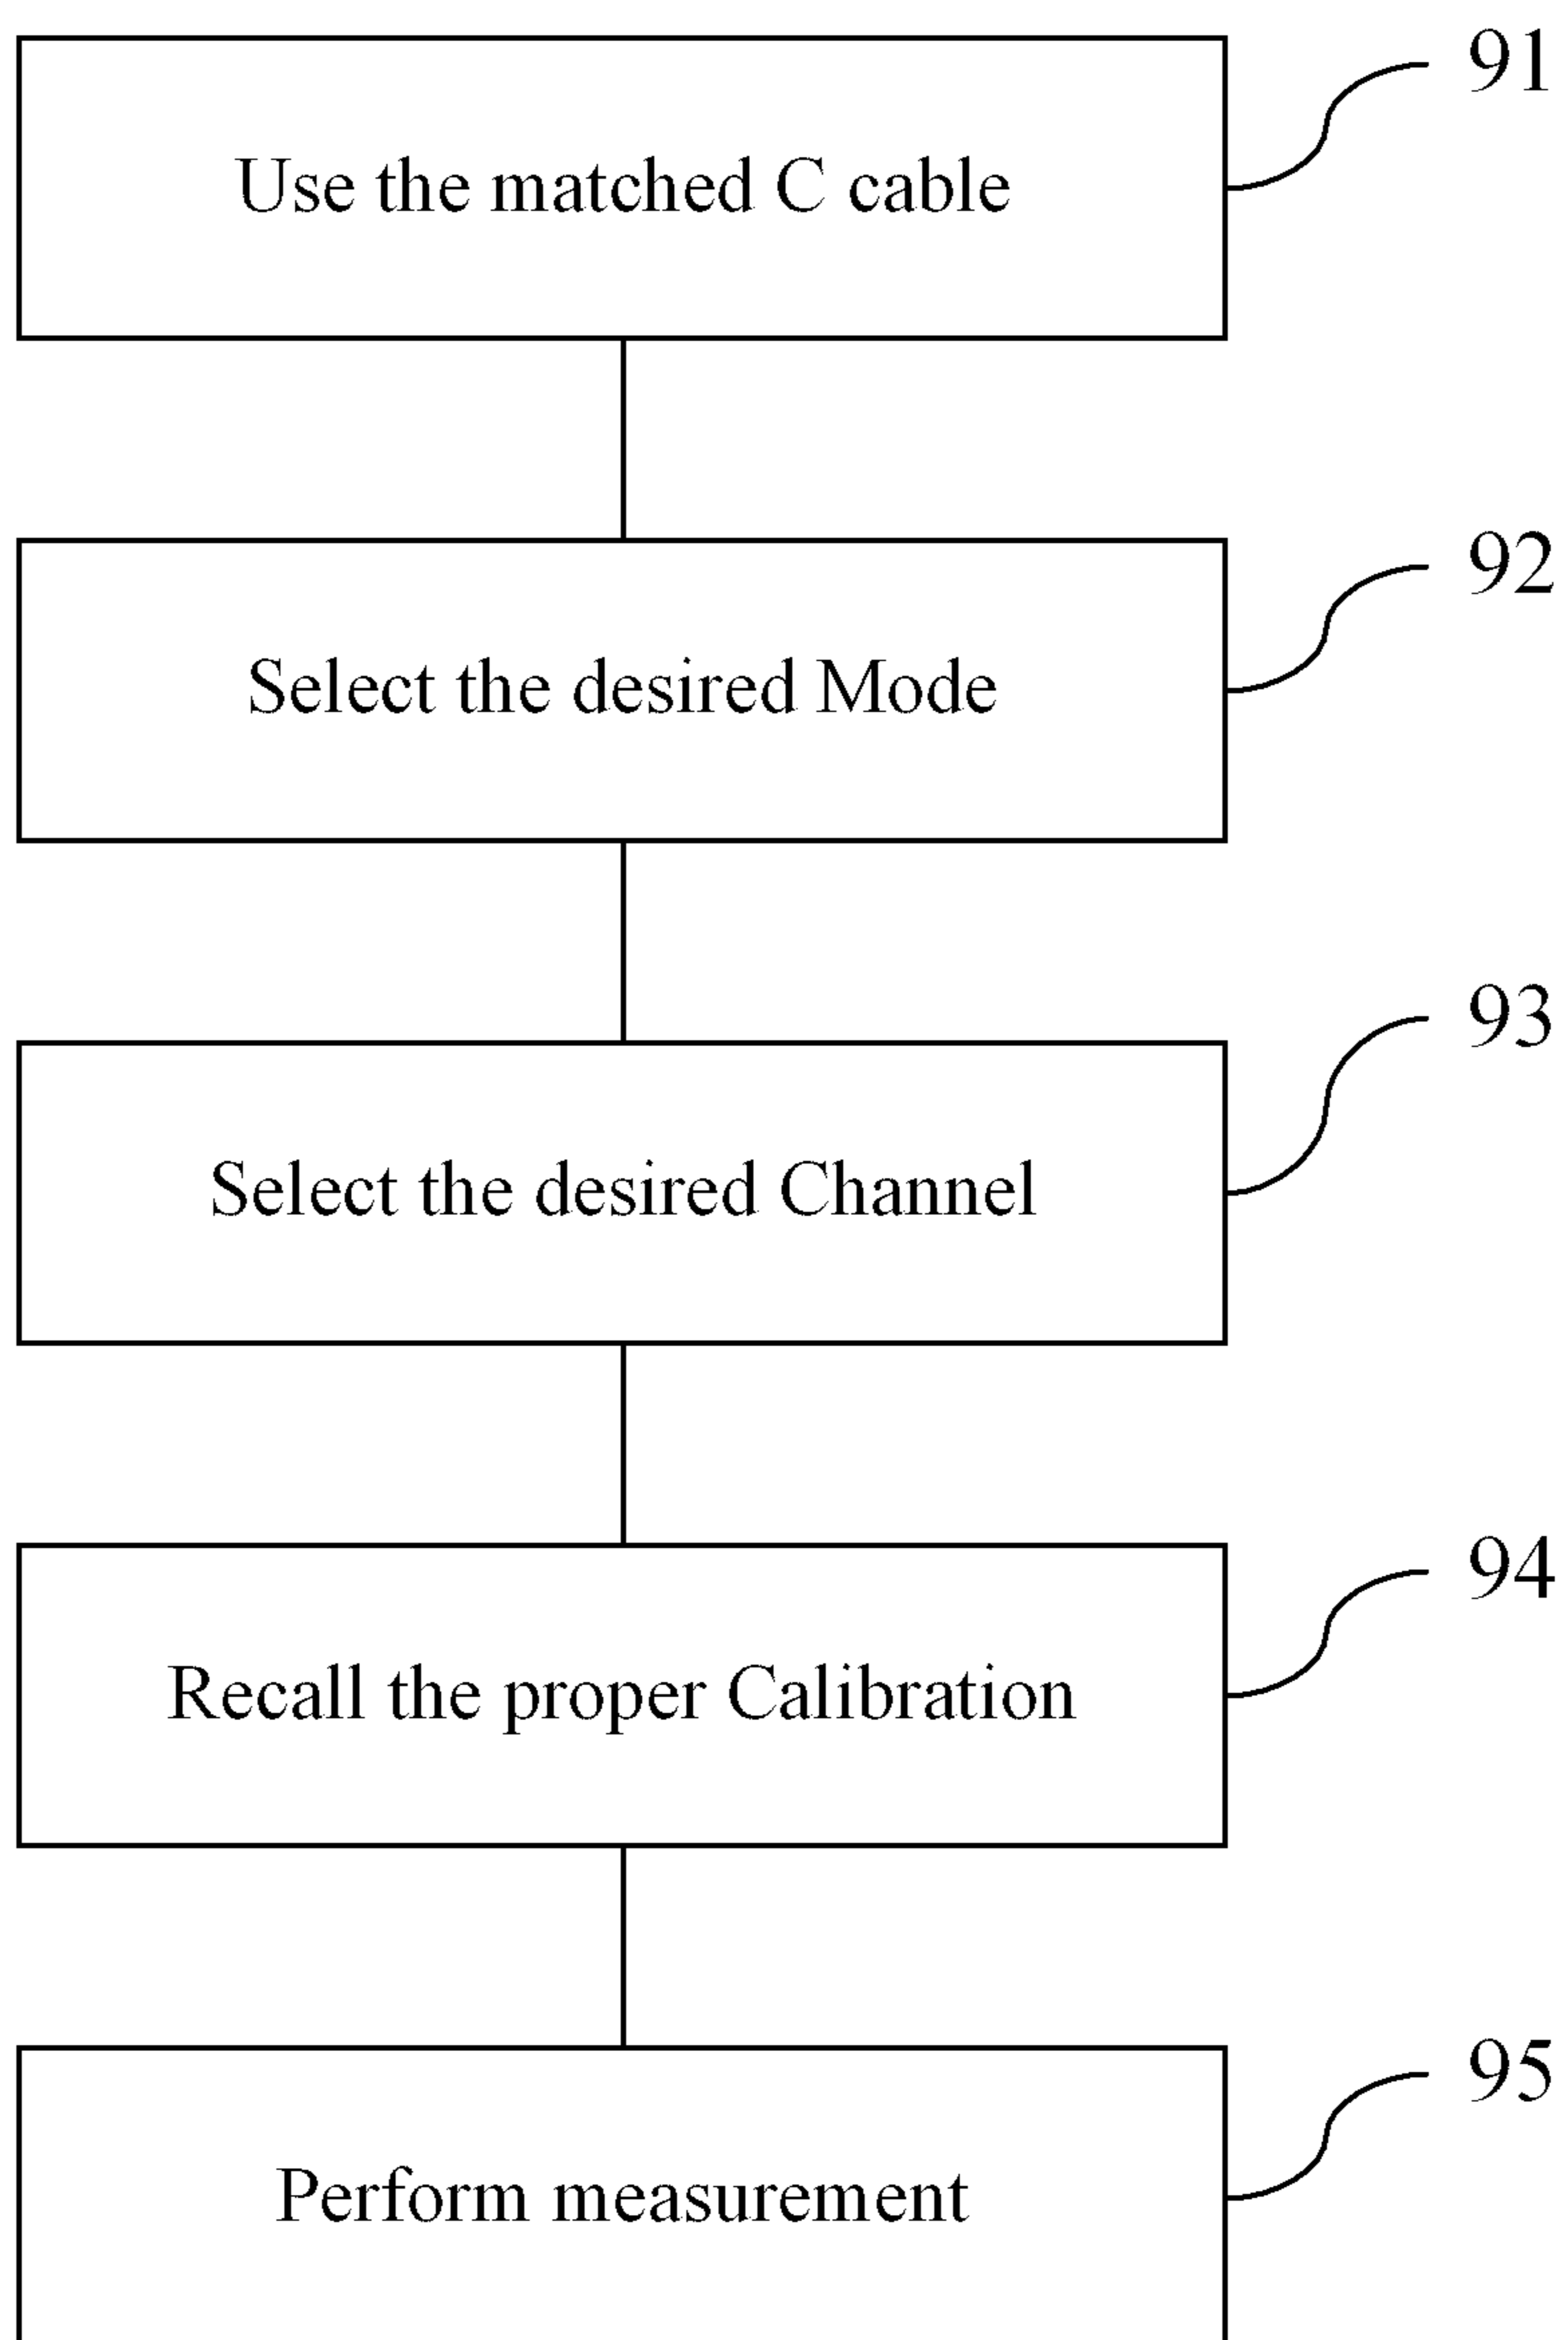 91
Use the matched C cable
92
Select the desired Mode
93
Select the desired Channel
94
Recall the proper Calibration
95
Perform measurement